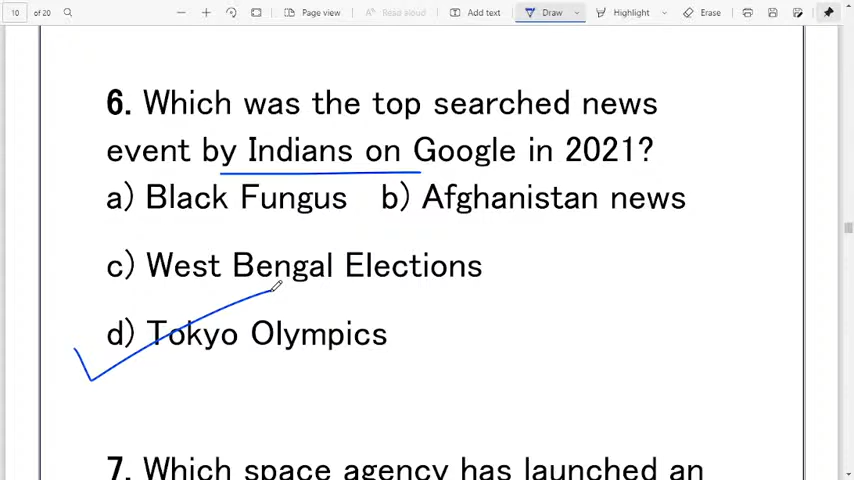 10 of 20 Page view Read aloud Add text Draw Highlight Erase
6. Which was the top searched news
event by Indians on Google in 2021?
a) Black Fungus b) Afghanistan news
c) West Bengal Elections
d) Tokyo Olympics
7. Which space agency has launched an